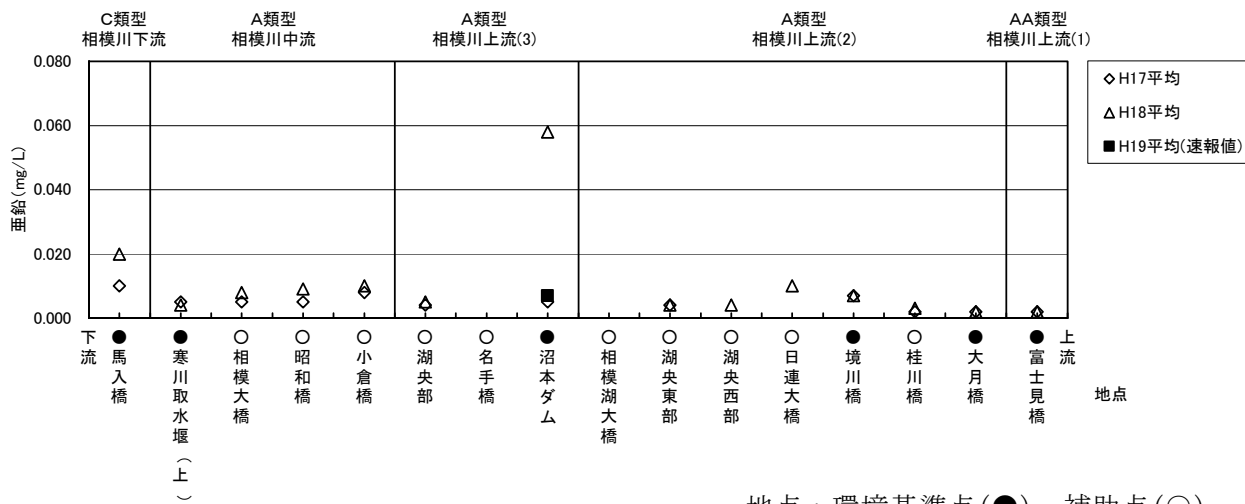 C類型
相模川下流
A類型
相模川中流
A類型
相模川上流(3)
A類型
相模川上流(2)
AA類型
相模川上流(1)
亜鉛(mg/L)
0.080
0.060
0.040
0.020
0.000
◇H17平均
△H18平均
■H19平均(速報値)
下流
●馬入橋
●寒川取水堰(上)
○相模大橋
○昭和橋
○小倉橋
○湖央部
○名手橋
●沼本ダム
○相模湖大橋
○湖央東部
○湖央西部
○日連大橋
●境川橋
○桂川橋
●大月橋
●富士見橋
上流
地点
地点:環境基準点(●)、補助点(○)